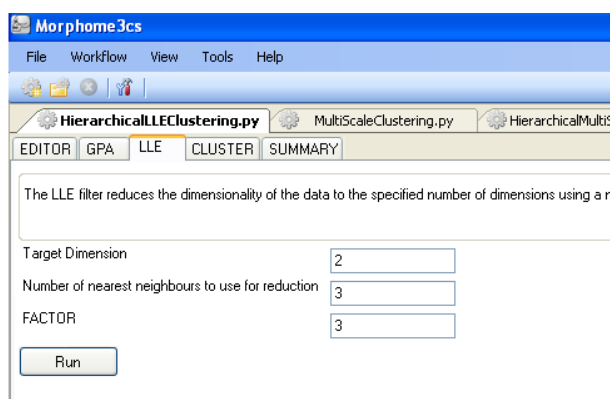 Morphome3cs
File Workflow View Tools Help
HierarchicalLLEClustering.py MultiScaleClustering.py
EDITOR GPA LLE CLUSTER SUMMARY
The LLE filter reduces the dimensionality of the data to the specified number of dimensions using a
Target Dimension 2
Number of nearest neighbours to use for reduction 3
FACTOR 3
Run